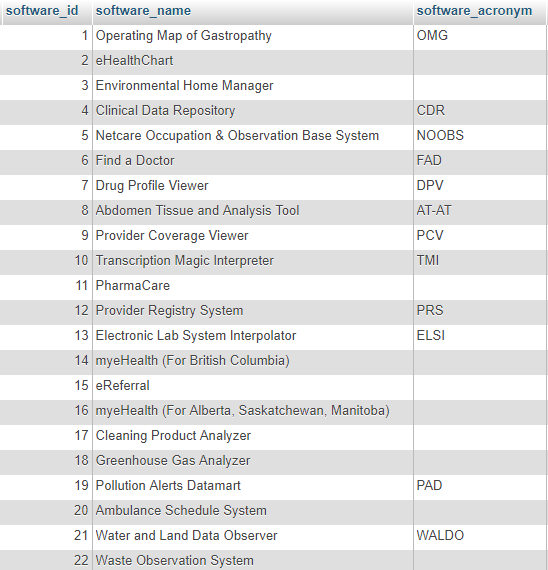 software_id software_name software_acronym
1 Operating Map of Gastropathy OMG
2 eHealthChart
3 Environmental Home Manager
4 Clinical Data Repository CDR
5 Netcare Occupation & Observation Base System NOOBS
6 Find a Doctor FAD
7 Drug Profile Viewer DPV
8 Abdomen Tissue and Analysis Tool AT-AT
9 Provider Coverage Viewer PCV
10 Transcription Magic Interpreter TMI
11 PharmaCare
12 Provider Registry System PRS
13 Electronic Lab System Interpolator ELSI
14 myeHealth (For British Columbia)
15 eReferral
16 myeHealth (For Alberta, Saskatchewan, Manitoba)
17 Cleaning Product Analyzer
18 Greenhouse Gas Analyzer
19 Pollution Alerts Datamart PAD
20 Ambulance Schedule System
21 Water and Land Data Observer WALDO
22 Waste Observation System